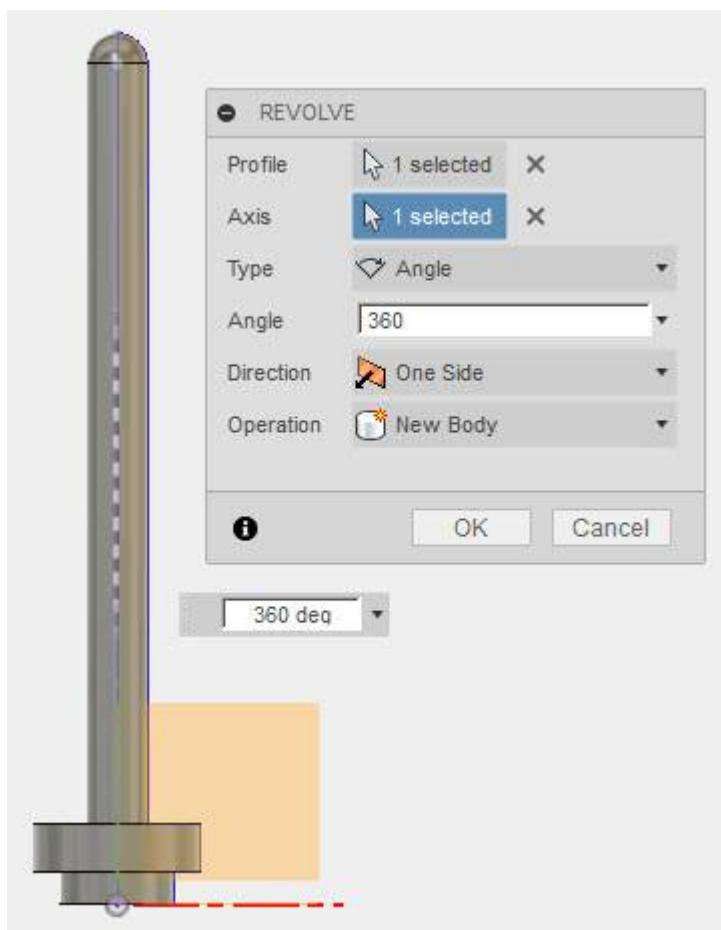 REVOLVE
Profile 1 selected
Axis 1 selected
Type Angle
Angle 360
Direction One Side
Operation New Body
OK Cancel
360 deg